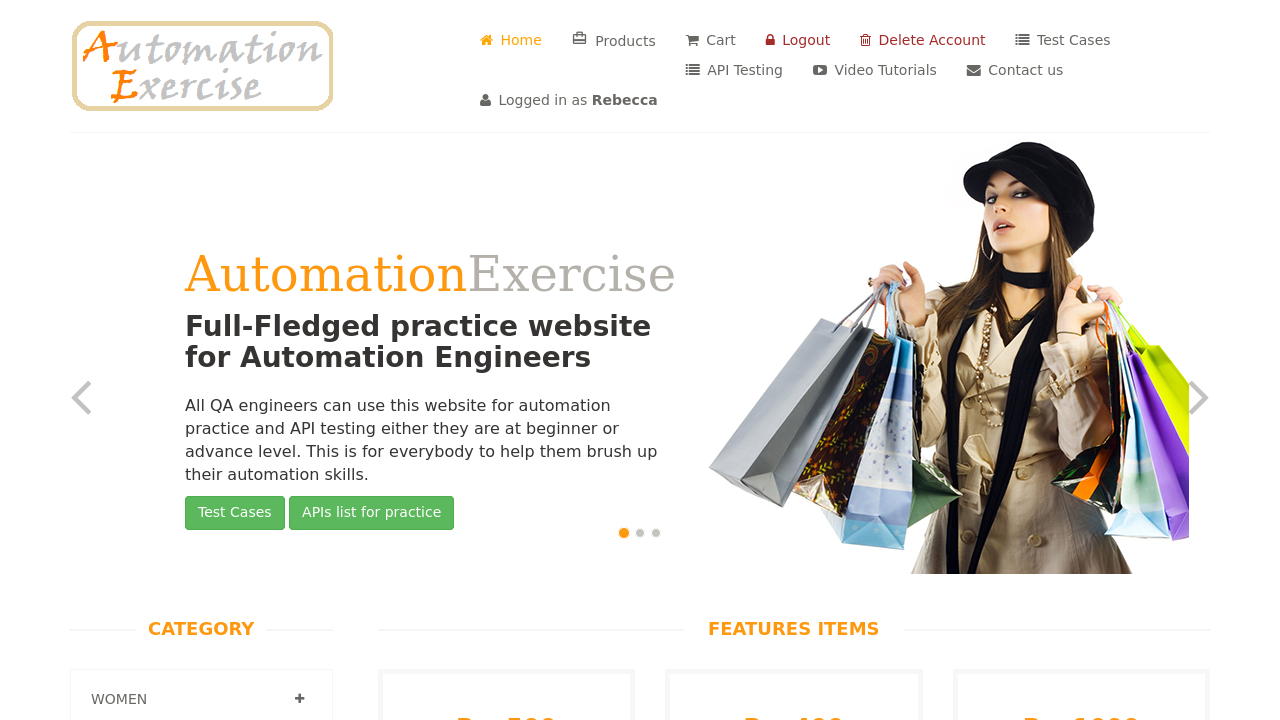 Automation
Exercise
Home
Products
Cart
Logout
Delete Account
Test Cases
API Testing
Video Tutorials
Contact us
Logged in as Rebecca
AutomationExercise
Full-Fledged practice website
for Automation Engineers
All QA engineers can use this website for automation
practice and API testing either they are at beginner or
advance level. This is for everybody to help them brush up
their automation skills.
Test Cases
APIs list for practice
CATEGORY
FEATURES ITEMS
WOMEN